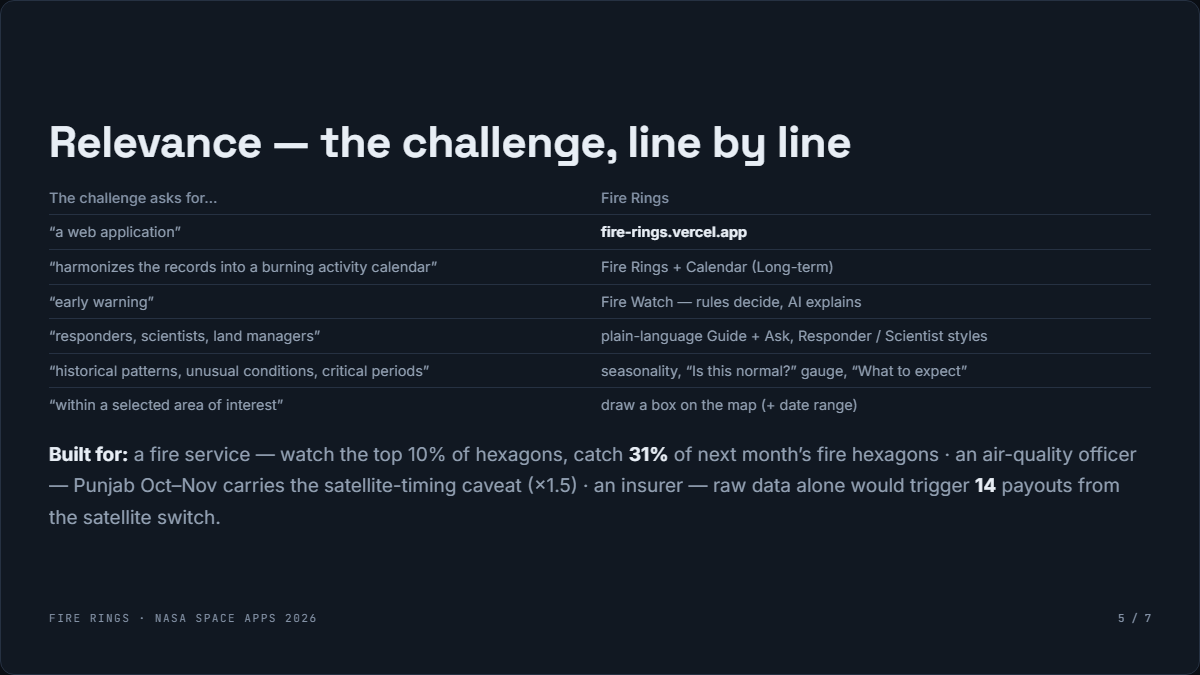 Relevance — the challenge, line by line
The challenge asks for... Fire Rings
“a web application” fire-rings.vercel.app
“harmonizes the records into a burning activity calendar” Fire Rings + Calendar (Long-term)
“early warning” Fire Watch — rules decide, AI explains
“responders, scientists, land managers” plain-language Guide + Ask, Responder / Scientist styles
“historical patterns, unusual conditions, critical periods” seasonality, “Is this normal?” gauge, “What to expect”
“within a selected area of interest” draw a box on the map (+ date range)
Built for: a fire service — watch the top 10% of hexagons, catch 31% of next month’s fire hexagons · an air-quality officer
— Punjab Oct–Nov carries the satellite-timing caveat (×1.5) · an insurer — raw data alone would trigger 14 payouts from
the satellite switch.
FIRE RINGS · NASA SPACE APPS 2026 5 / 7